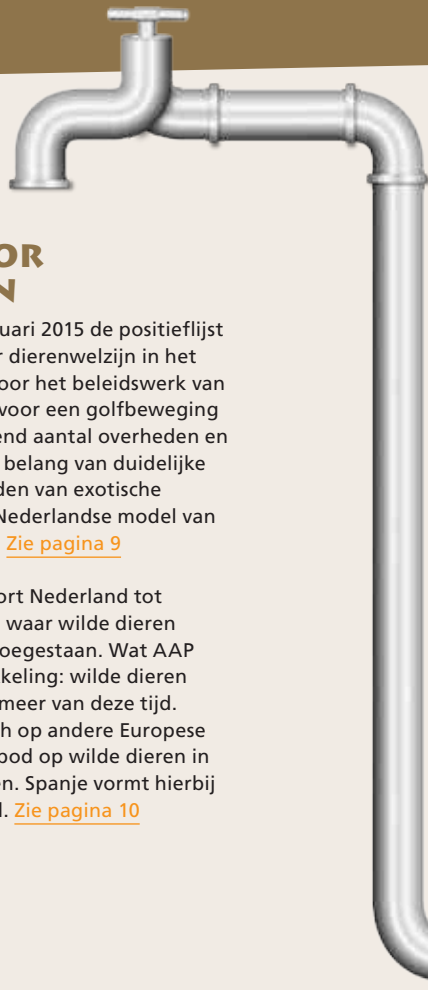 OR
N
uari 2015 de positieflijst
r dierenwelzijn in het
oor het beleidswerk van
voor een golfbeweging
end aantal overheden en
belang van duidelijke
den van exotische
Nederlandse model van
Zie pagina 9
ort Nederland tot
waar wilde dieren
oegestaan. Wat AAP
keling: wilde dieren
meer van deze tijd.
h op andere Europese
bod op wilde dieren in
en. Spanje vormt hierbij
l. Zie pagina 10